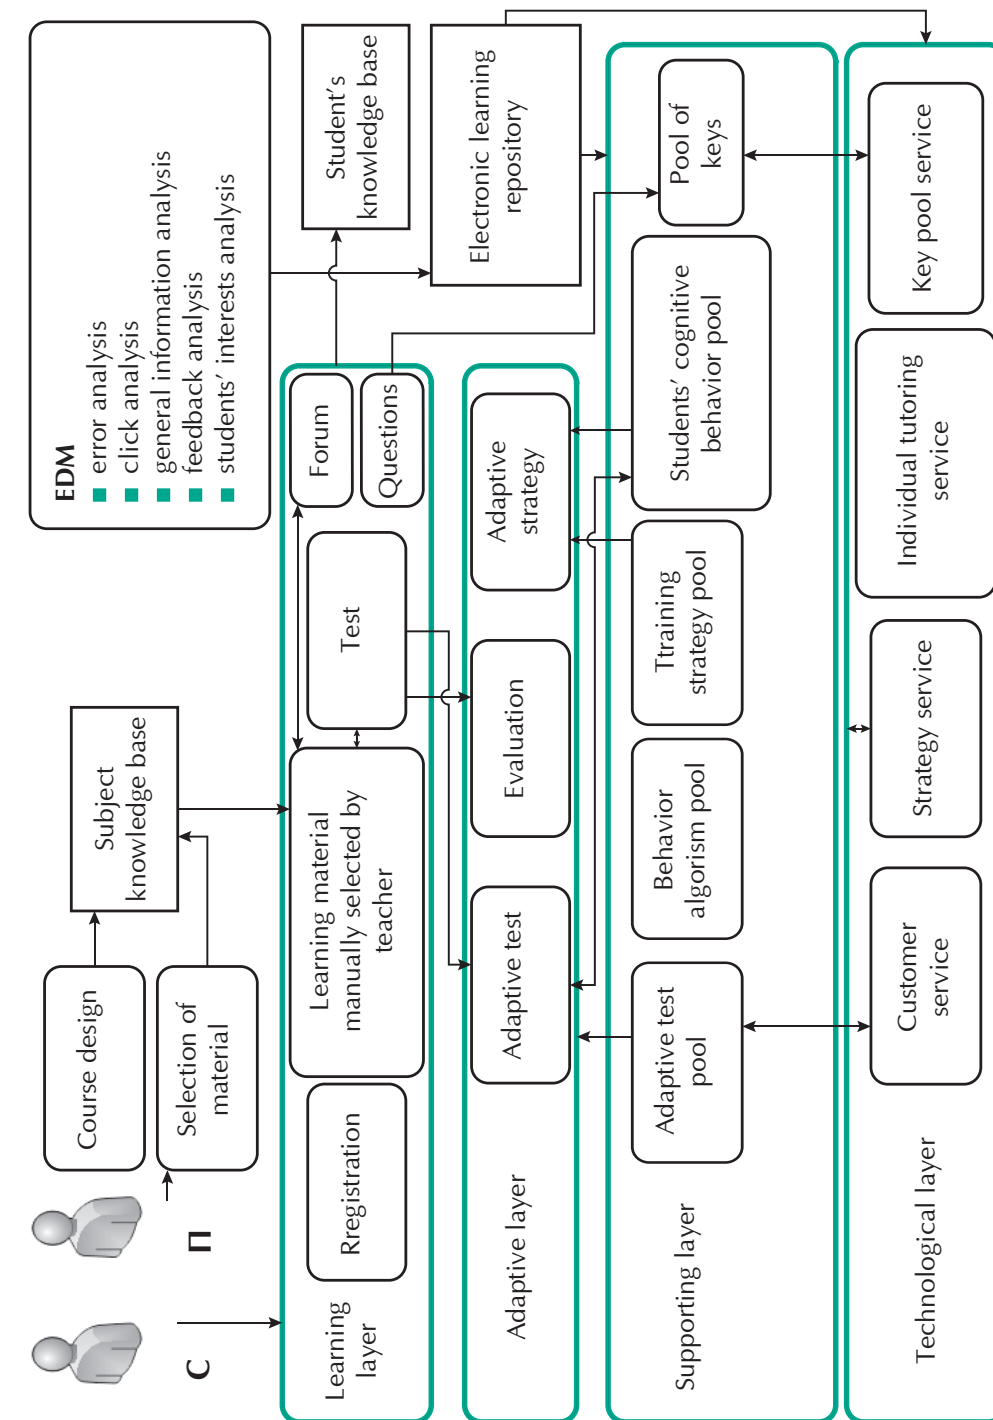 EDM
error analysis
click analysis
general information analysis
feedback analysis
students' interests analysis
Course design
Selection of
material
Subject
knowledge base
Student's
knowledge base
Electronic learning
repository
П
С
Learning
layer
Rregistration
Learning material
manually selected by
teacher
Test
Forum
Questions
Adaptive layer
Adaptive test
Evaluation
Adaptive
strategy
Supporting layer
Adaptive test
pool
Behavior
algorism pool
Ttraining
strategy pool
Students' cognitive
behavior pool
Pool of
keys
Technological layer
Customer
service
Strategy service
Individual tutoring
service
Key pool service